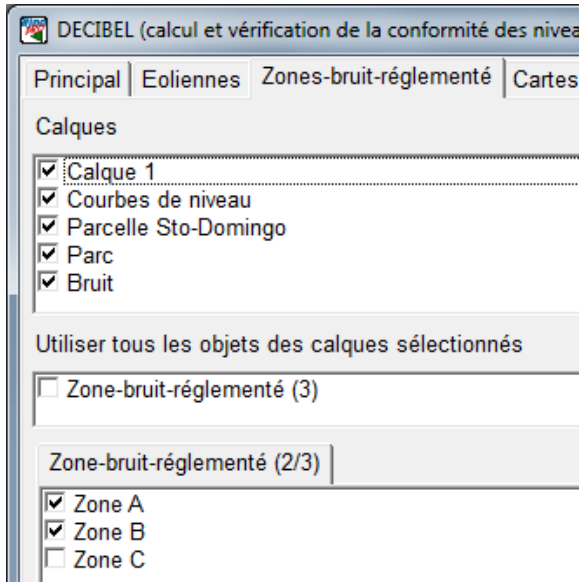 DECIBEL (calcul et vérification de la conformité des nivea
Principal Eoliennes Zones-bruit-réglementé Cartes
Calques
Calque 1
Courbes de niveau
Parcelle Sto-Domingo
Parc
Bruit
Utiliser tous les objets des calques sélectionnés
Zone-bruit-réglementé (3)
Zone-bruit-réglementé (2/3)
Zone A
Zone B
Zone C